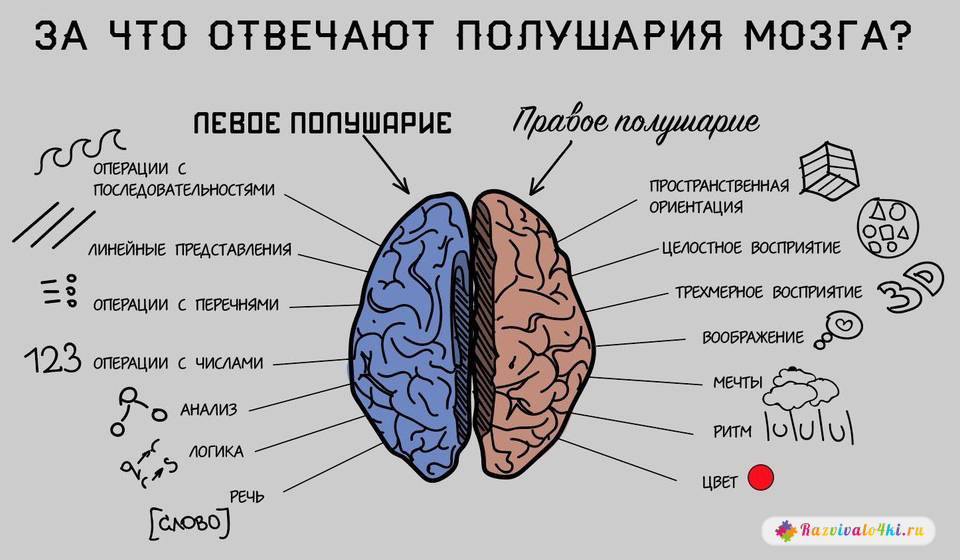 ЗА ЧТО ОТВЕЧАЮТ ПОЛУШАРИЯ МОЗГА?
ЛЕВОЕ ПОЛУШАРИЕ
ОПЕРАЦИИ С
ПОСЛЕДОВАТЕЛЬНОСТЯМИ
ЛИНЕЙНЫЕ ПРЕДСТАВЛЕНИЯ
ОПЕРАЦИИ С ПЕРЕЧНЯМИ
123
ОПЕРАЦИИ С ЧИСЛАМИ
АНАЛИЗ
ЛОГИКА
РЕЧЬ
[СЛОВО]
Правое полушарие
ПРОСТРАНСТВЕННАЯ
ОРИЕНТАЦИЯ
ЦЕЛОСТНОЕ ВОСПРИЯТИЕ
ТРЕХМЕРНОЕ ВОСПРИЯТИЕ
3D
ВООБРАЖЕНИЕ
МЕЧТЫ
РИТМ
ЦВЕТ
Razvivalo4ki.ru